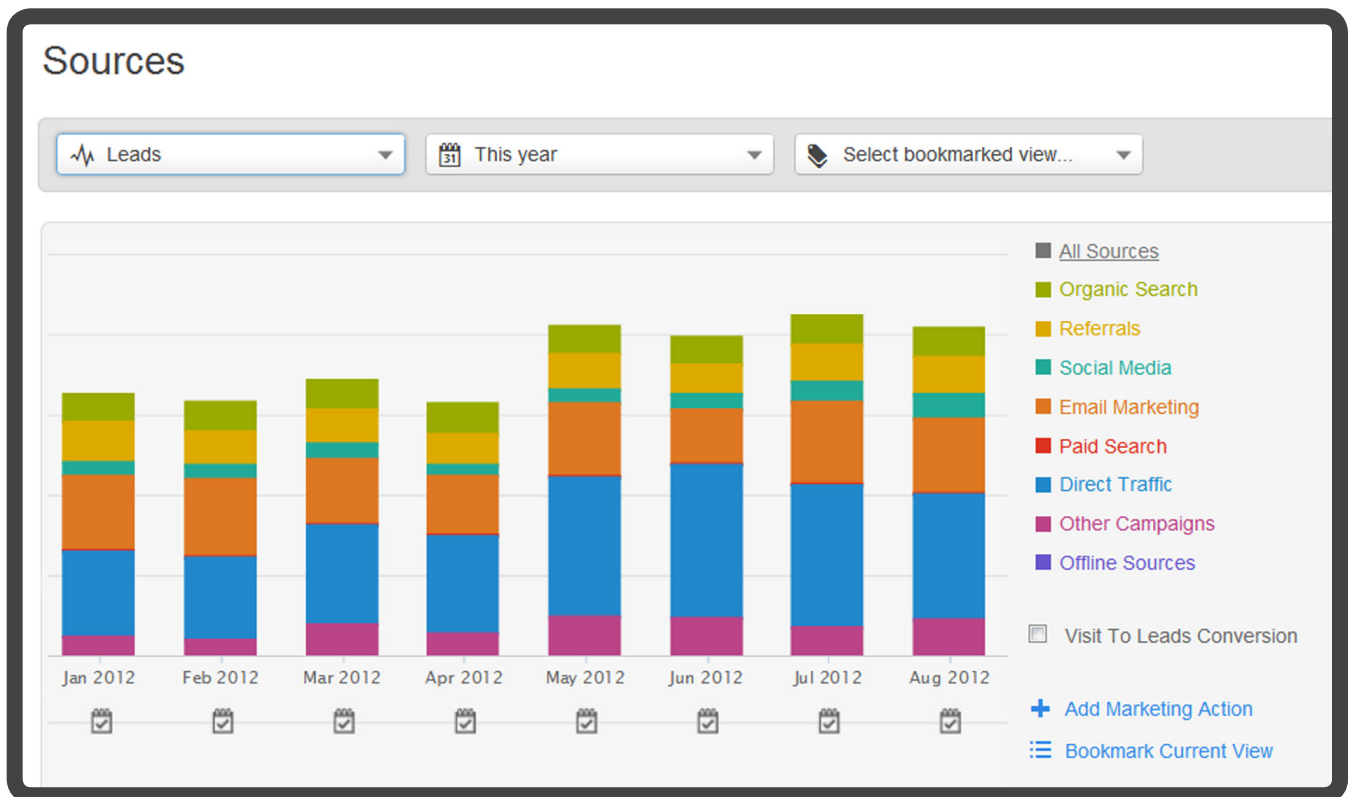 Sources
Leads
31 This year
Select bookmarked view...
All Sources
Organic Search
Referrals
Social Media
Email Marketing
Paid Search
Direct Traffic
Other Campaigns
Offline Sources
Visit To Leads Conversion
Jan 2012 Feb 2012 Mar 2012 Apr 2012 May 2012 Jun 2012 Jul 2012 Aug 2012
Add Marketing Action
Bookmark Current View